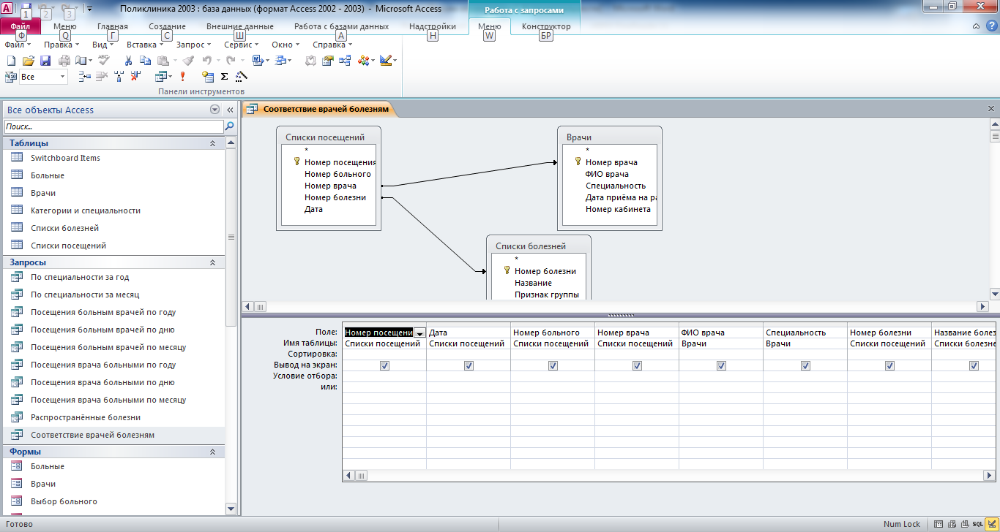 Поликлиника 2003 : база данных (формат Access 2002 - 2003) - Microsoft Access
Работа с запросами
1 2 3
Файл Меню Главная Создание Внешние данные Работа с базами данных Надстройки Меню Конструктор
Ф Q Г С Ш A Н W БР
Файл Правка Вид Вставка Запрос Сервис Окно Справка
Все
Панели инструментов
Все объекты Access
Поиск...
Таблицы
Switchboard Items
Больные
Врачи
Категории и специальности
Списки болезней
Списки посещений
Запросы
По специальности за год
По специальности за месяц
Посещения больным врачей по году
Посещения больным врачей по дню
Посещения больным врачей по месяцу
Посещения врача больными по году
Посещения врача больными по дню
Посещения врача больными по месяцу
Распространённые болезни
Соответствие врачей болезням
Формы
Больные
Врачи
Выбор больного
Соответствие врачей болезням
Списки посещений
*
Номер посещения
Номер больного
Номер врача
Номер болезни
Дата
Врачи
*
Номер врача
ФИО врача
Специальность
Дата приёма на ра
Номер кабинета
Списки болезней
*
Номер болезни
Название
Признак группы
Поле: Номер посещени Дата Номер больного Номер врача ФИО врача Специальность Номер болезни Название болез
Имя таблицы: Списки посещений Списки посещений Списки посещений Списки посещений Врачи Врачи Списки посещений Списки болезне
Сортировка:
Вывод на экран:
Условие отбора:
или:
Готово
Num Lock
SQL